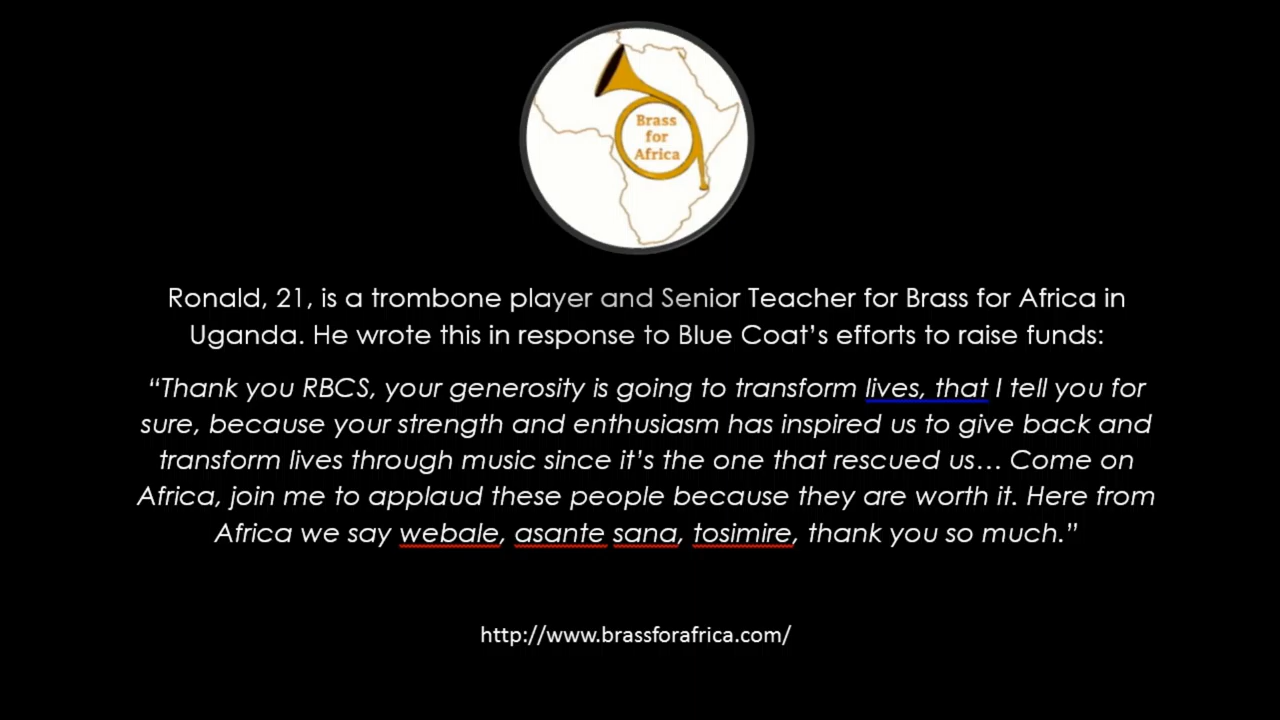 Brass
for
Africa
Ronald, 21, is a trombone player and Senior Teacher for Brass for Africa in
Uganda. He wrote this in response to Blue Coat’s efforts to raise funds:
“Thank you RBCS, your generosity is going to transform lives, that I tell you for
sure, because your strength and enthusiasm has inspired us to give back and
transform lives through music since it’s the one that rescued us… Come on
Africa, join me to applaud these people because they are worth it. Here from
Africa we say webale, asante sana, tosimire, thank you so much.”
http://www.brassforafrica.com/